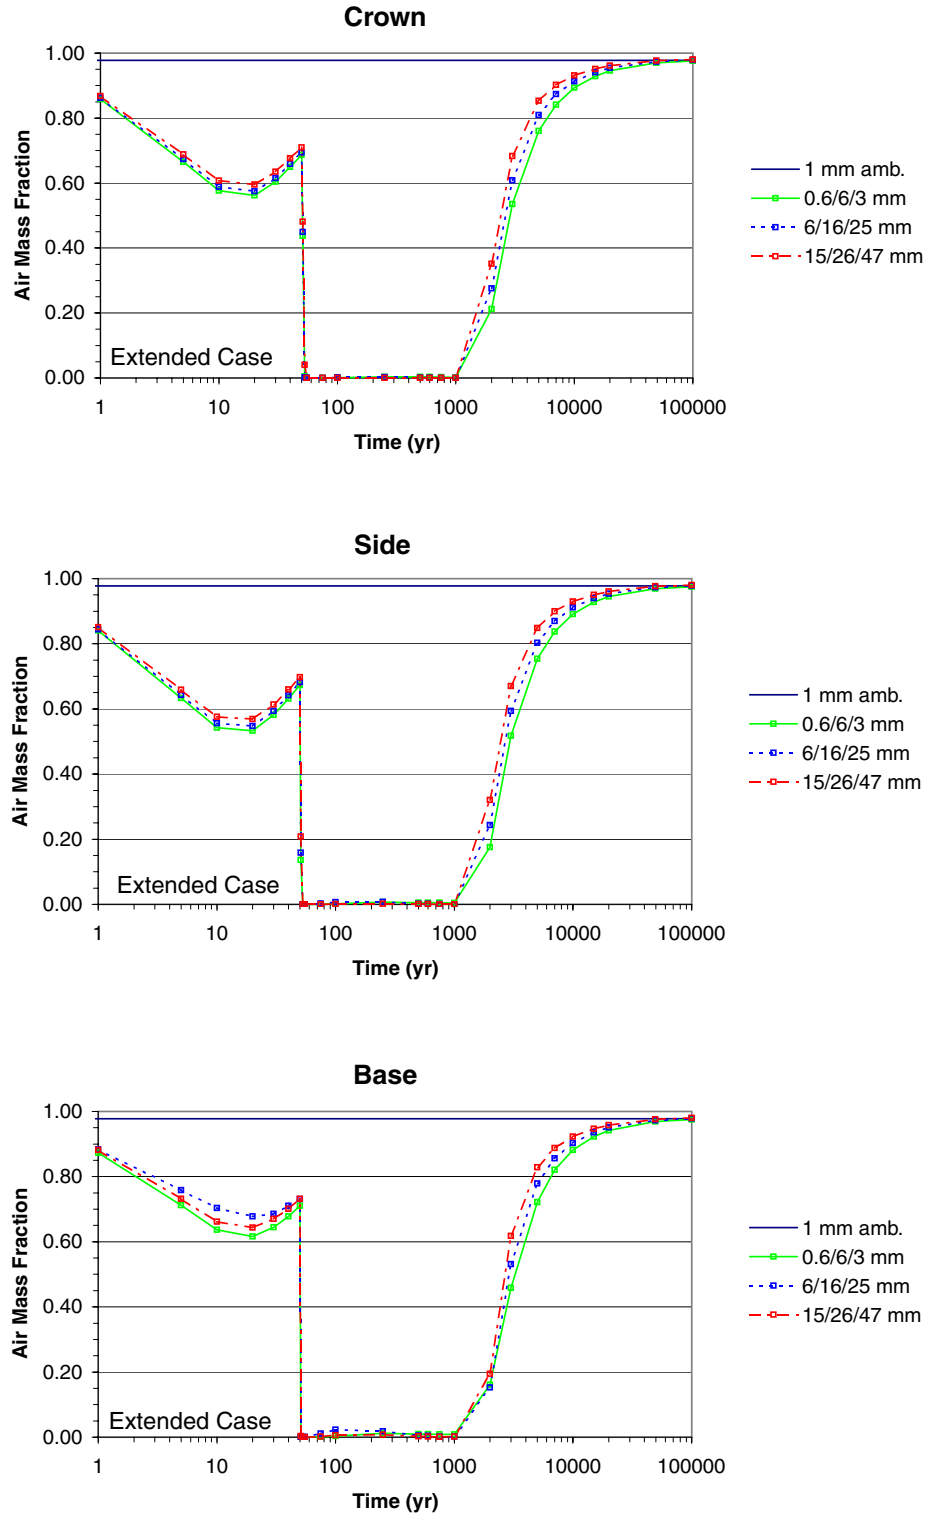 Crown
Air Mass Fraction
1.00
0.80
0.60
0.40
0.20
0.00
Extended Case
1 10 100 1000 10000 100000
Time (yr)
1 mm amb.
0.6/6/3 mm
6/16/25 mm
15/26/47 mm
Side
Air Mass Fraction
1.00
0.80
0.60
0.40
0.20
0.00
Extended Case
1 10 100 1000 10000 100000
Time (yr)
1 mm amb.
0.6/6/3 mm
6/16/25 mm
15/26/47 mm
Base
Air Mass Fraction
1.00
0.80
0.60
0.40
0.20
0.00
Extended Case
1 10 100 1000 10000 100000
Time (yr)
1 mm amb.
0.6/6/3 mm
6/16/25 mm
15/26/47 mm